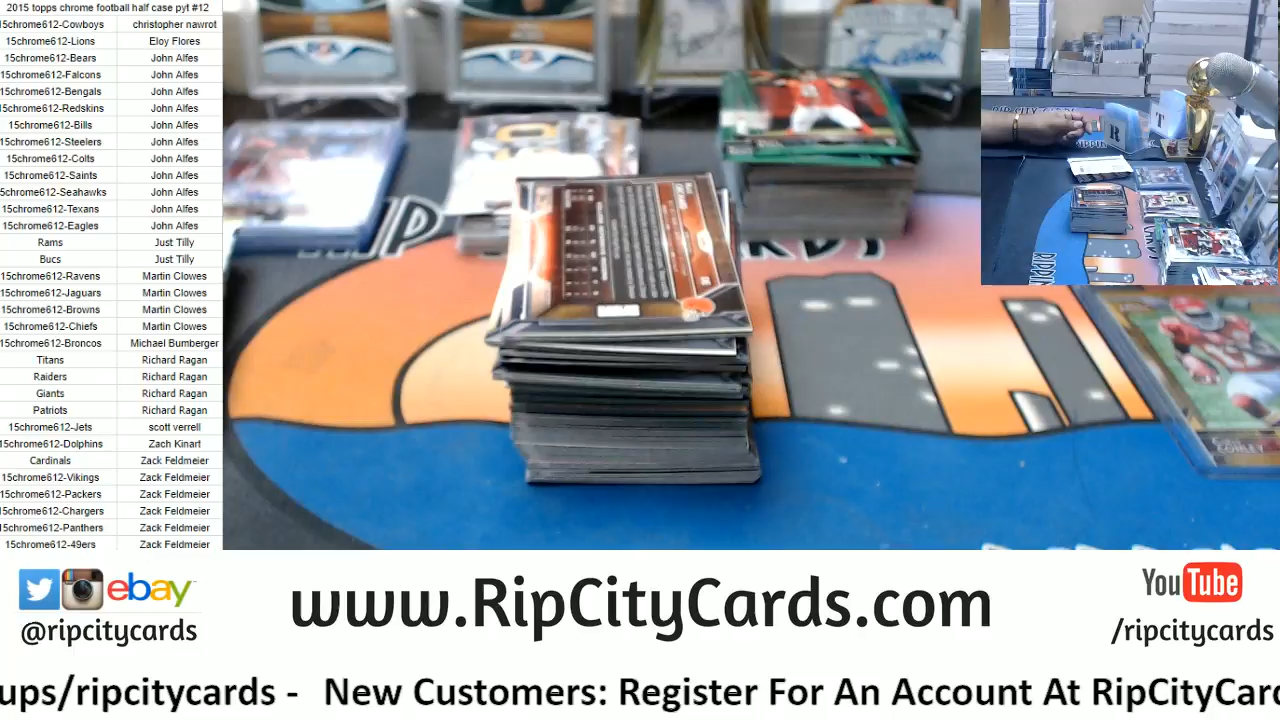 2015 topps chrome football half case pyt #12
15chrome612-Cowboys christopher nawrot
15chrome612-Lions Eloy Flores
15chrome612-Bears John Alfes
15chrome612-Falcons John Alfes
15chrome612-Bengals John Alfes
5chrome612-Redskins John Alfes
15chrome612-Bills John Alfes
15chrome612-Steelers John Alfes
15chrome612-Colts John Alfes
15chrome612-Saints John Alfes
5chrome612-Seahawks John Alfes
15chrome612-Texans John Alfes
15chrome612-Eagles John Alfes
Rams Just Tilly
Bucs Just Tilly
15chrome612-Ravens Martin Clowes
15chrome612-Jaguars Martin Clowes
15chrome612-Browns Martin Clowes
15chrome612-Chiefs Martin Clowes
15chrome612-Broncos Michael Bumberger
Titans Richard Ragan
Raiders Richard Ragan
Giants Richard Ragan
Patriots Richard Ragan
15chrome612-Jets scott verrell
15chrome612-Dolphins Zach Kinart
Cardinals Zack Feldmeier
15chrome612-Vikings Zack Feldmeier
15chrome612-Packers Zack Feldmeier
15chrome612-Chargers Zack Feldmeier
15chrome612-Panthers Zack Feldmeier
15chrome612-49ers Zack Feldmeier
R T
RIPPIN
ebay
@ripcitycards
www.RipCityCards.com
YouTube
/ripcitycards
ups/ripcitycards - New Customers: Register For An Account At RipCityCard